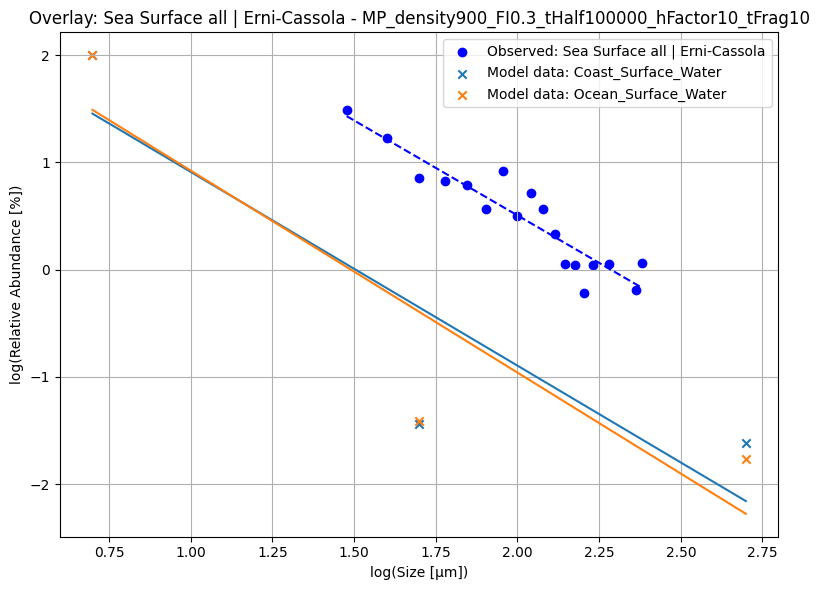 Overlay: Sea Surface all | Erni-Cassola - MP_density900_FI0.3_tHalf100000_hFactor10_tFrag10
Observed: Sea Surface all | Erni-Cassola
Model data: Coast_Surface_Water
Model data: Ocean_Surface_Water
log(Relative Abundance [%])
2
1
0
−1
−2
0.75 1.00 1.25 1.50 1.75 2.00 2.25 2.50 2.75
log(Size [µm])